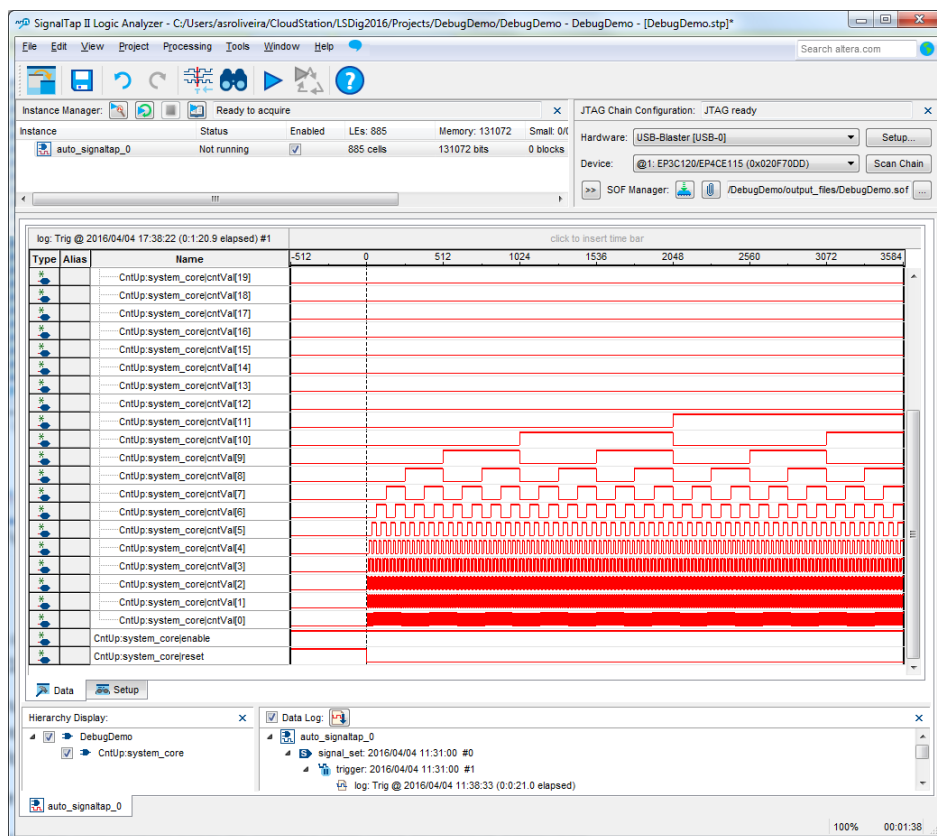 SignalTap II Logic Analyzer - C:/Users/asroliveira/CloudStation/LSDig2016/Projects/DebugDemo/DebugDemo - DebugDemo - [DebugDemo.stp]*
File Edit View Project Processing Tools Window Help
Search altera.com
Instance Manager: Ready to acquire
JTAG Chain Configuration: JTAG ready
Instance Status Enabled LEs: 885 Memory: 131072 Small: 0/0
auto_signaltap_0 Not running 885 cells 131072 bits 0 blocks
Hardware: USB-Blaster [USB-0] Setup...
Device: @1: EP3C120/EP4CE115 (0x020F70DD) Scan Chain
>> SOF Manager: /DebugDemo/output_files/DebugDemo.sof ...
log: Trig @ 2016/04/04 17:38:22 (0:1:20.9 elapsed) #1
click to insert time bar
Type Alias Name -512 0 512 1024 1536 2048 2560 3072 3584
CntUp:system_core|cntVal[19]
CntUp:system_core|cntVal[18]
CntUp:system_core|cntVal[17]
CntUp:system_core|cntVal[16]
CntUp:system_core|cntVal[15]
CntUp:system_core|cntVal[14]
CntUp:system_core|cntVal[13]
CntUp:system_core|cntVal[12]
CntUp:system_core|cntVal[11]
CntUp:system_core|cntVal[10]
CntUp:system_core|cntVal[9]
CntUp:system_core|cntVal[8]
CntUp:system_core|cntVal[7]
CntUp:system_core|cntVal[6]
CntUp:system_core|cntVal[5]
CntUp:system_core|cntVal[4]
CntUp:system_core|cntVal[3]
CntUp:system_core|cntVal[2]
CntUp:system_core|cntVal[1]
CntUp:system_core|cntVal[0]
CntUp:system_core|enable
CntUp:system_core|reset
Data Setup
Hierarchy Display:
Data Log:
DebugDemo
CntUp:system_core
auto_signaltap_0
signal_set: 2016/04/04 11:31:00 #0
trigger: 2016/04/04 11:31:00 #1
log: Trig @ 2016/04/04 11:38:33 (0:0:21.0 elapsed)
auto_signaltap_0
100% 00:01:38